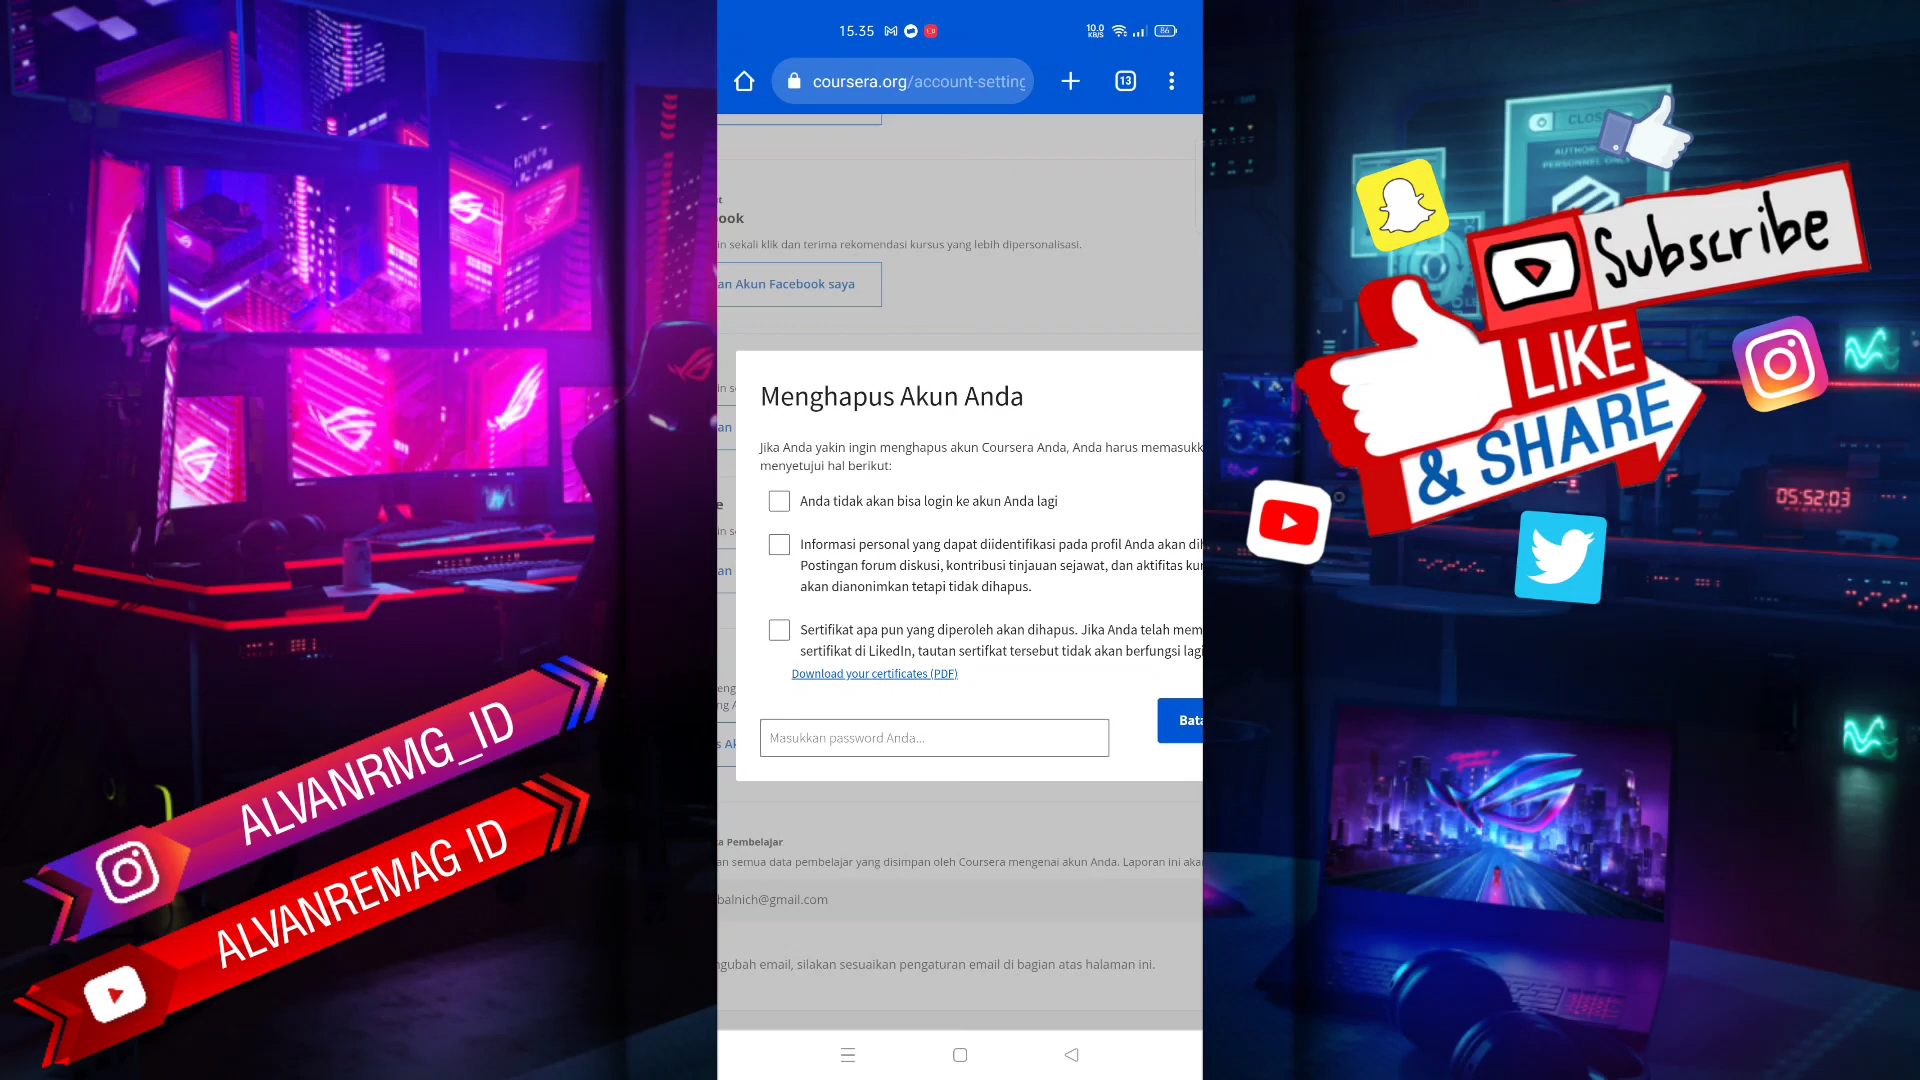 15.35
10.0
KB/S
86
coursera.org/account-setting
13
ook
in sekali klik dan terima rekomendasi kursus yang lebih dipersonalisasi.
an Akun Facebook saya
Menghapus Akun Anda
Jika Anda yakin ingin menghapus akun Coursera Anda, Anda harus memasukk
menyetujui hal berikut:
Anda tidak akan bisa login ke akun Anda lagi
Informasi personal yang dapat diidentifikasi pada profil Anda akan dih
Postingan forum diskusi, kontribusi tinjauan sejawat, dan aktifitas kur
akan dianonimkan tetapi tidak dihapus.
Sertifikat apa pun yang diperoleh akan dihapus. Jika Anda telah mem
sertifikat di LikedIn, tautan sertifkat tersebut tidak akan berfungsi lagi
Download your certificates (PDF)
Masukkan password Anda...
Bata
a Pembelajar
an semua data pembelajar yang disimpan oleh Coursera mengenai akun Anda. Laporan ini aka
balnich@gmail.com
ngubah email, silakan sesuaikan pengaturan email di bagian atas halaman ini.
ALVANRMG_ID
ALVANREMAG ID
Subscribe
LIKE
& SHARE
05:52:03